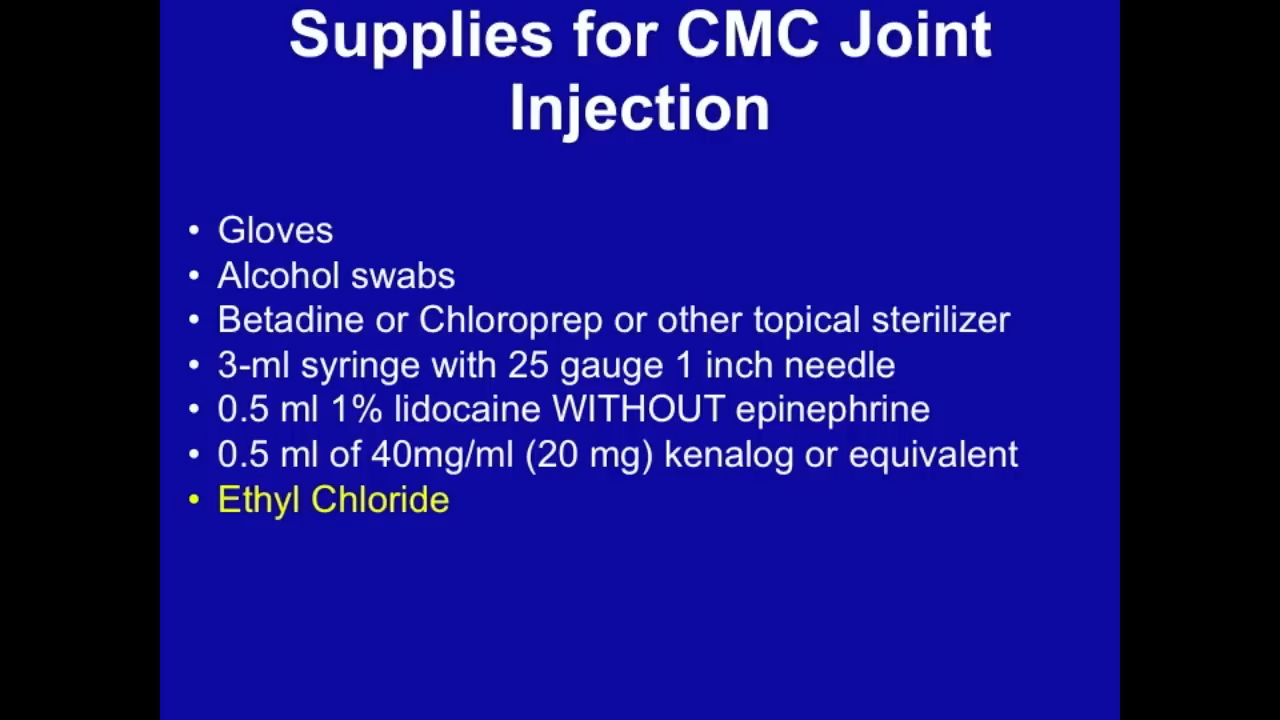 Supplies for CMC Joint
Injection
• Gloves
• Alcohol swabs
• Betadine or Chloroprep or other topical sterilizer
• 3-ml syringe with 25 gauge 1 inch needle
• 0.5 ml 1% lidocaine WITHOUT epinephrine
• 0.5 ml of 40mg/ml (20 mg) kenalog or equivalent
• Ethyl Chloride